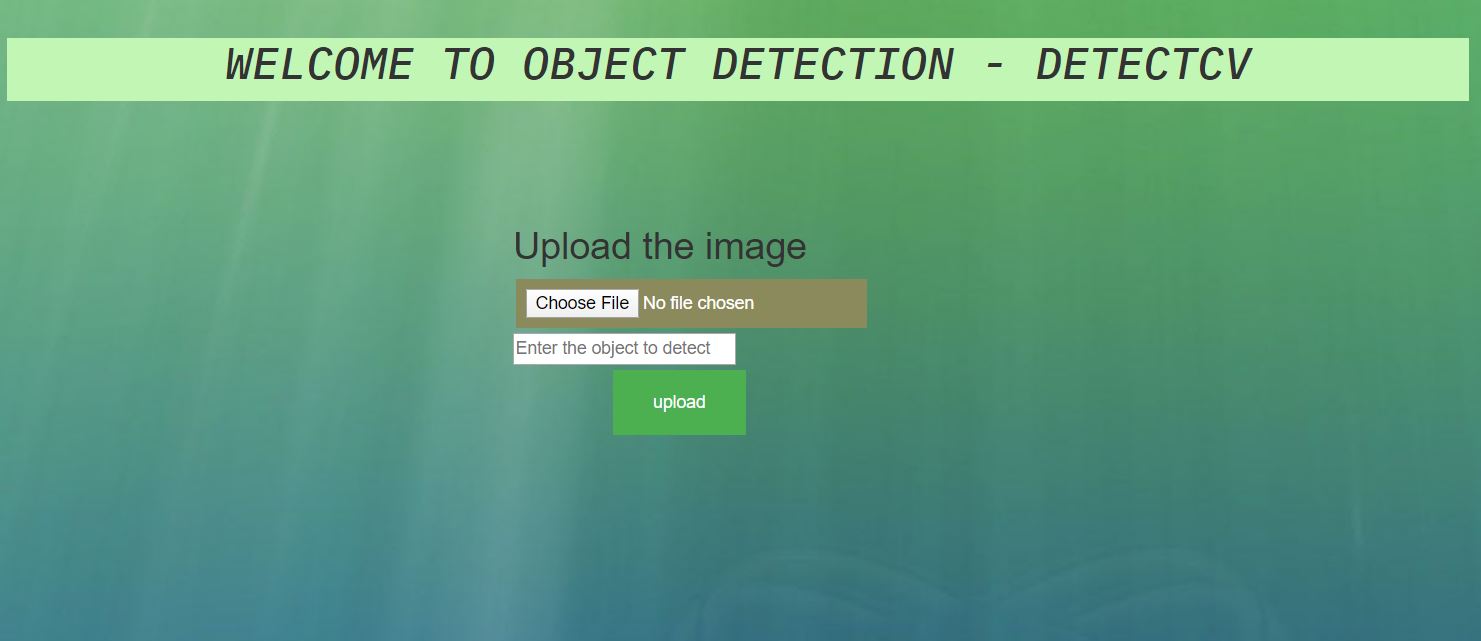 WELCOME TO OBJECT DETECTION - DETECTCV
Upload the image
Choose File No file chosen
Enter the object to detect
upload